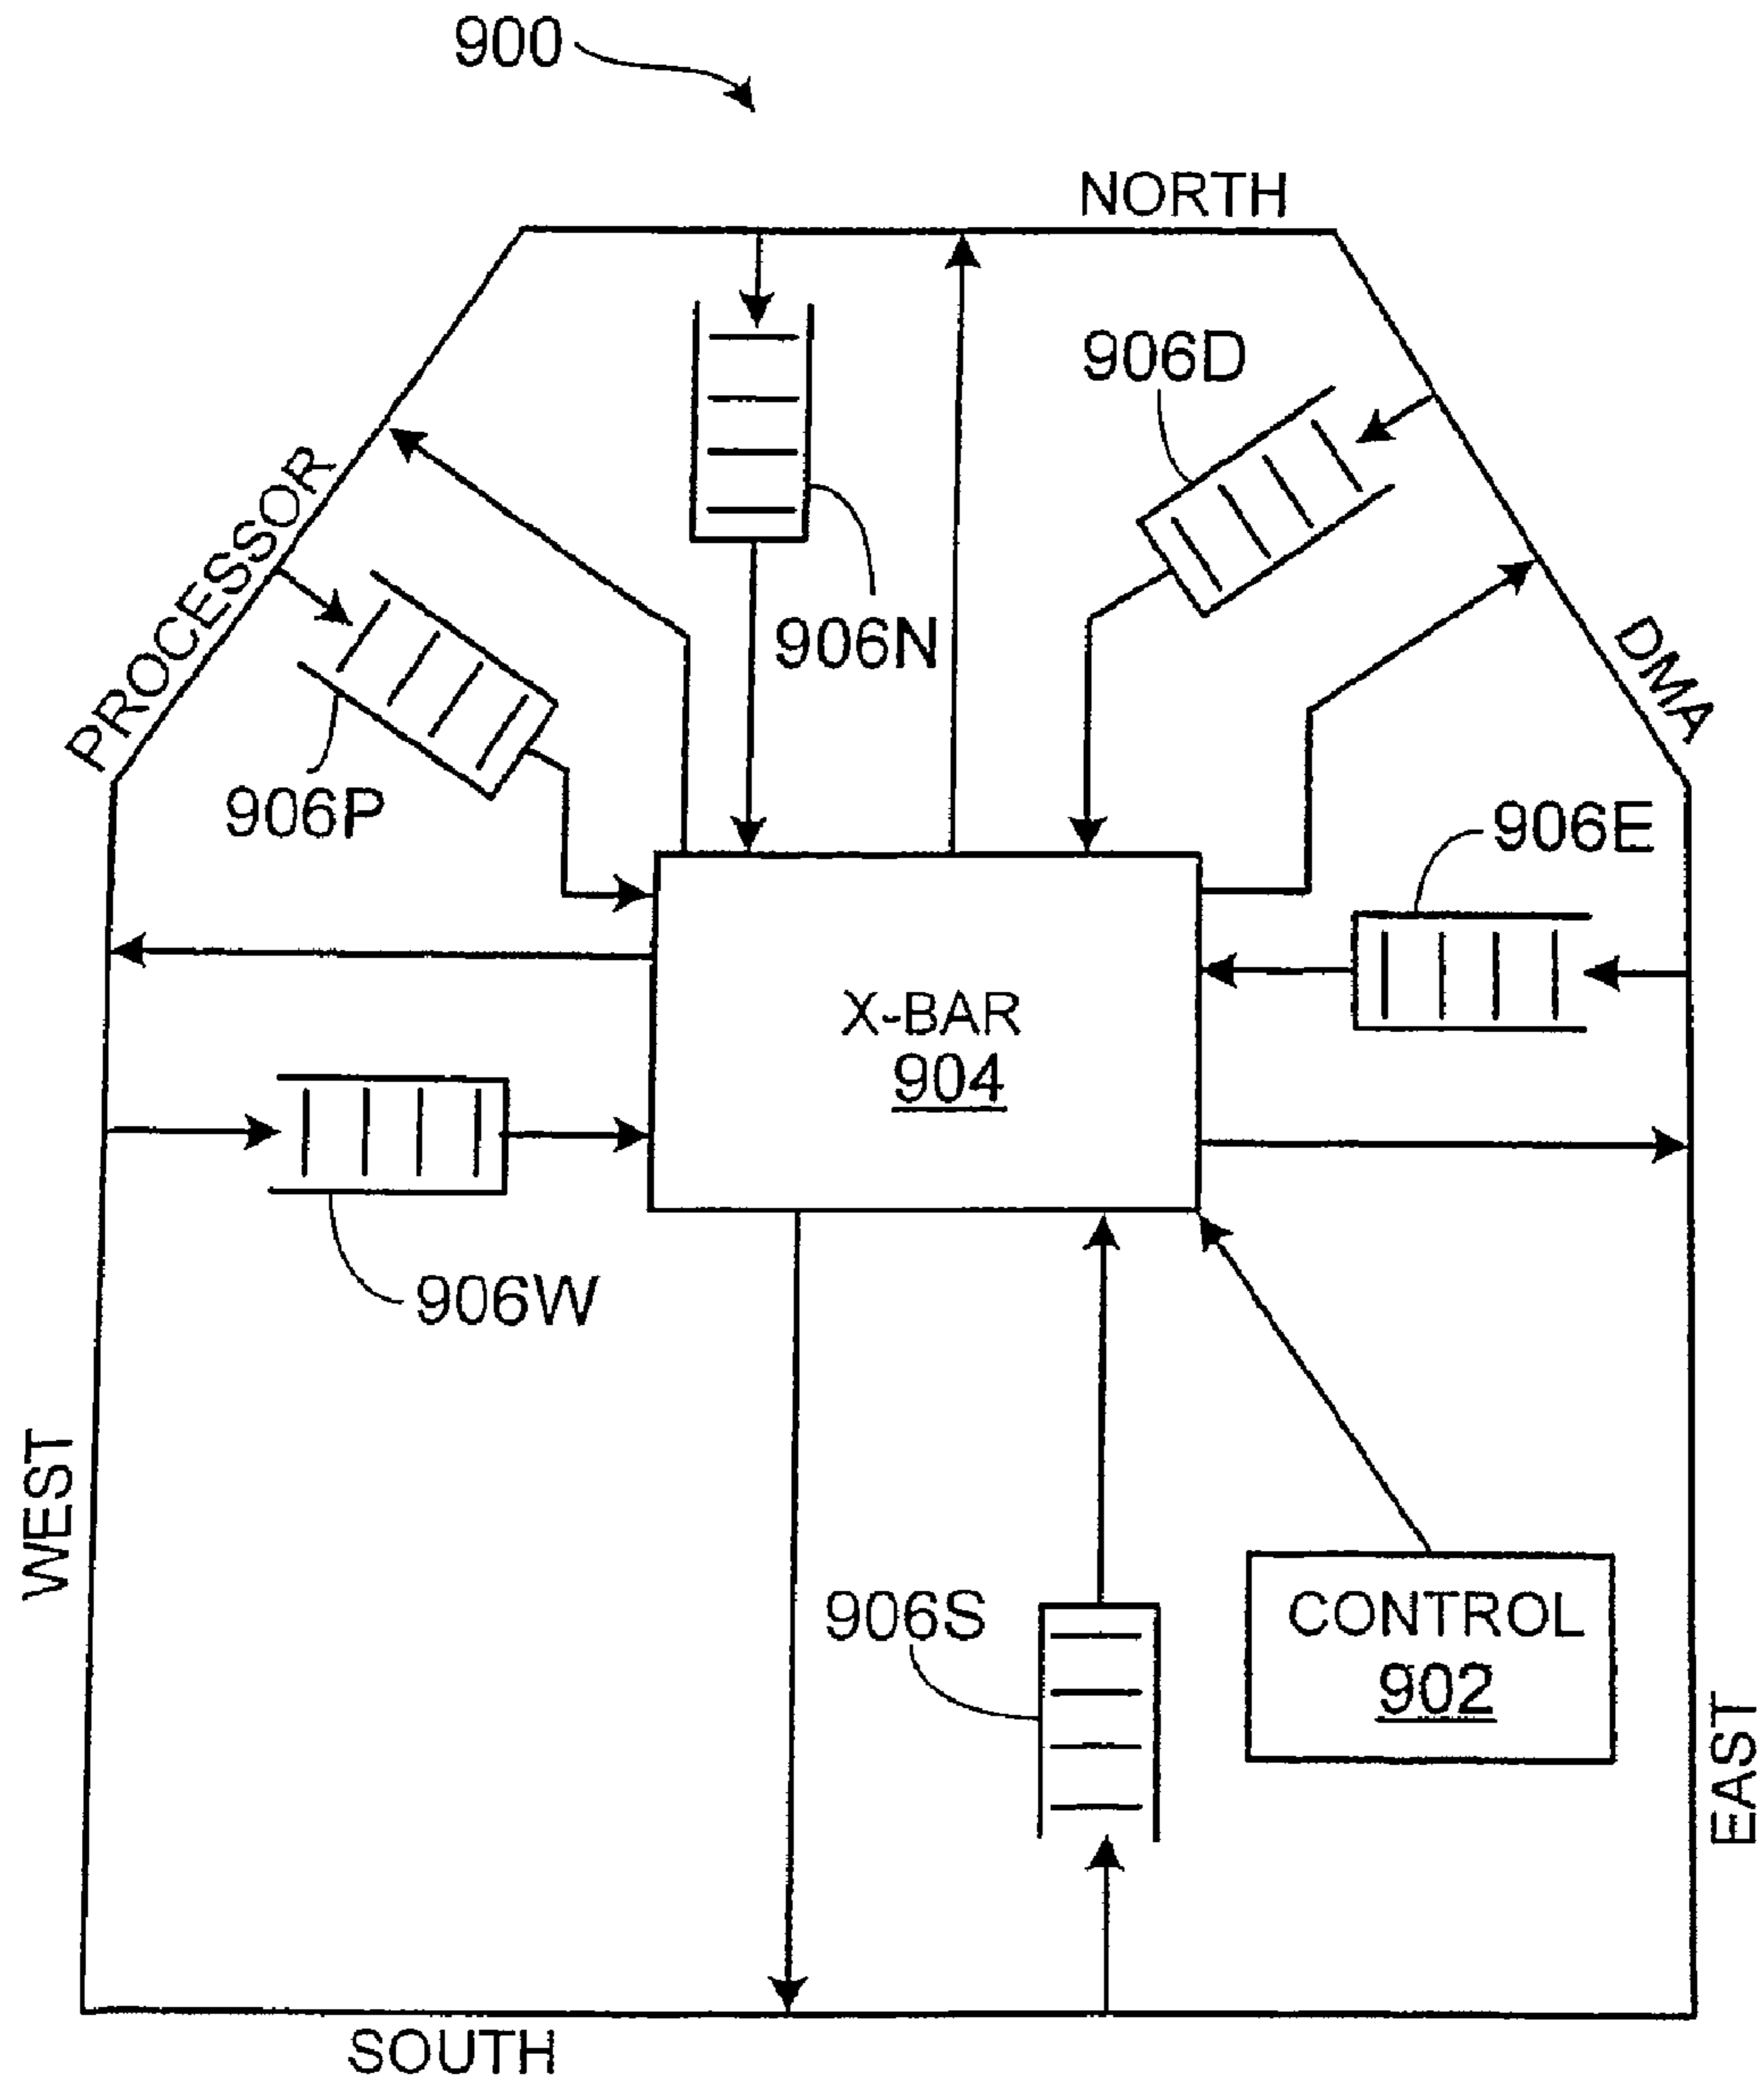 900
NORTH
906D
PROCESSOR
906N
DMA
906P
906E
X-BAR
904
906W
WEST
906S
CONTROL
902
EAST
SOUTH